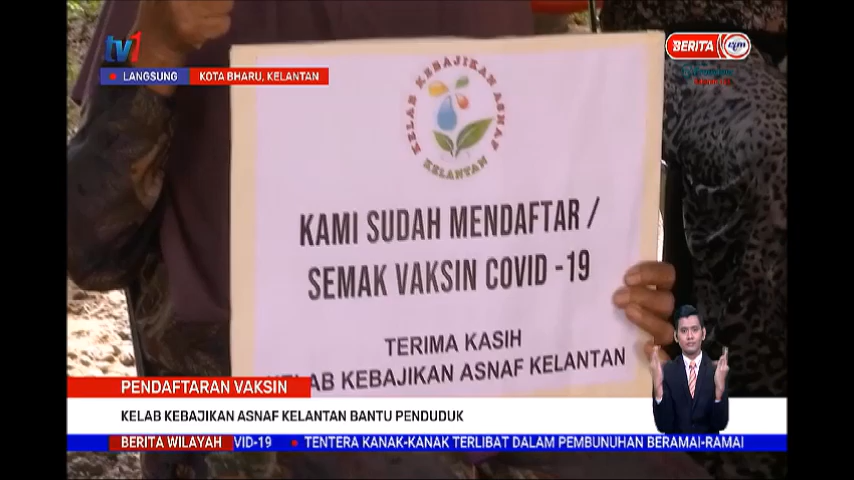 tv1
LANGSUNG
KOTA BHARU, KELANTAN
BERITA rtm
KELAB KEBAJIKAN ASNAF
KELANTAN
KAMI SUDAH MENDAFTAR /
SEMAK VAKSIN COVID -19
TERIMA KASIH
KELAB KEBAJIKAN ASNAF KELANTAN
PENDAFTARAN VAKSIN
KELAB KEBAJIKAN ASNAF KELANTAN BANTU PENDUDUK
BERITA WILAYAH
VID-19 • TENTERA KANAK-KANAK TERLIBAT DALAM PEMBUNUHAN BERAMAI-RAMAI